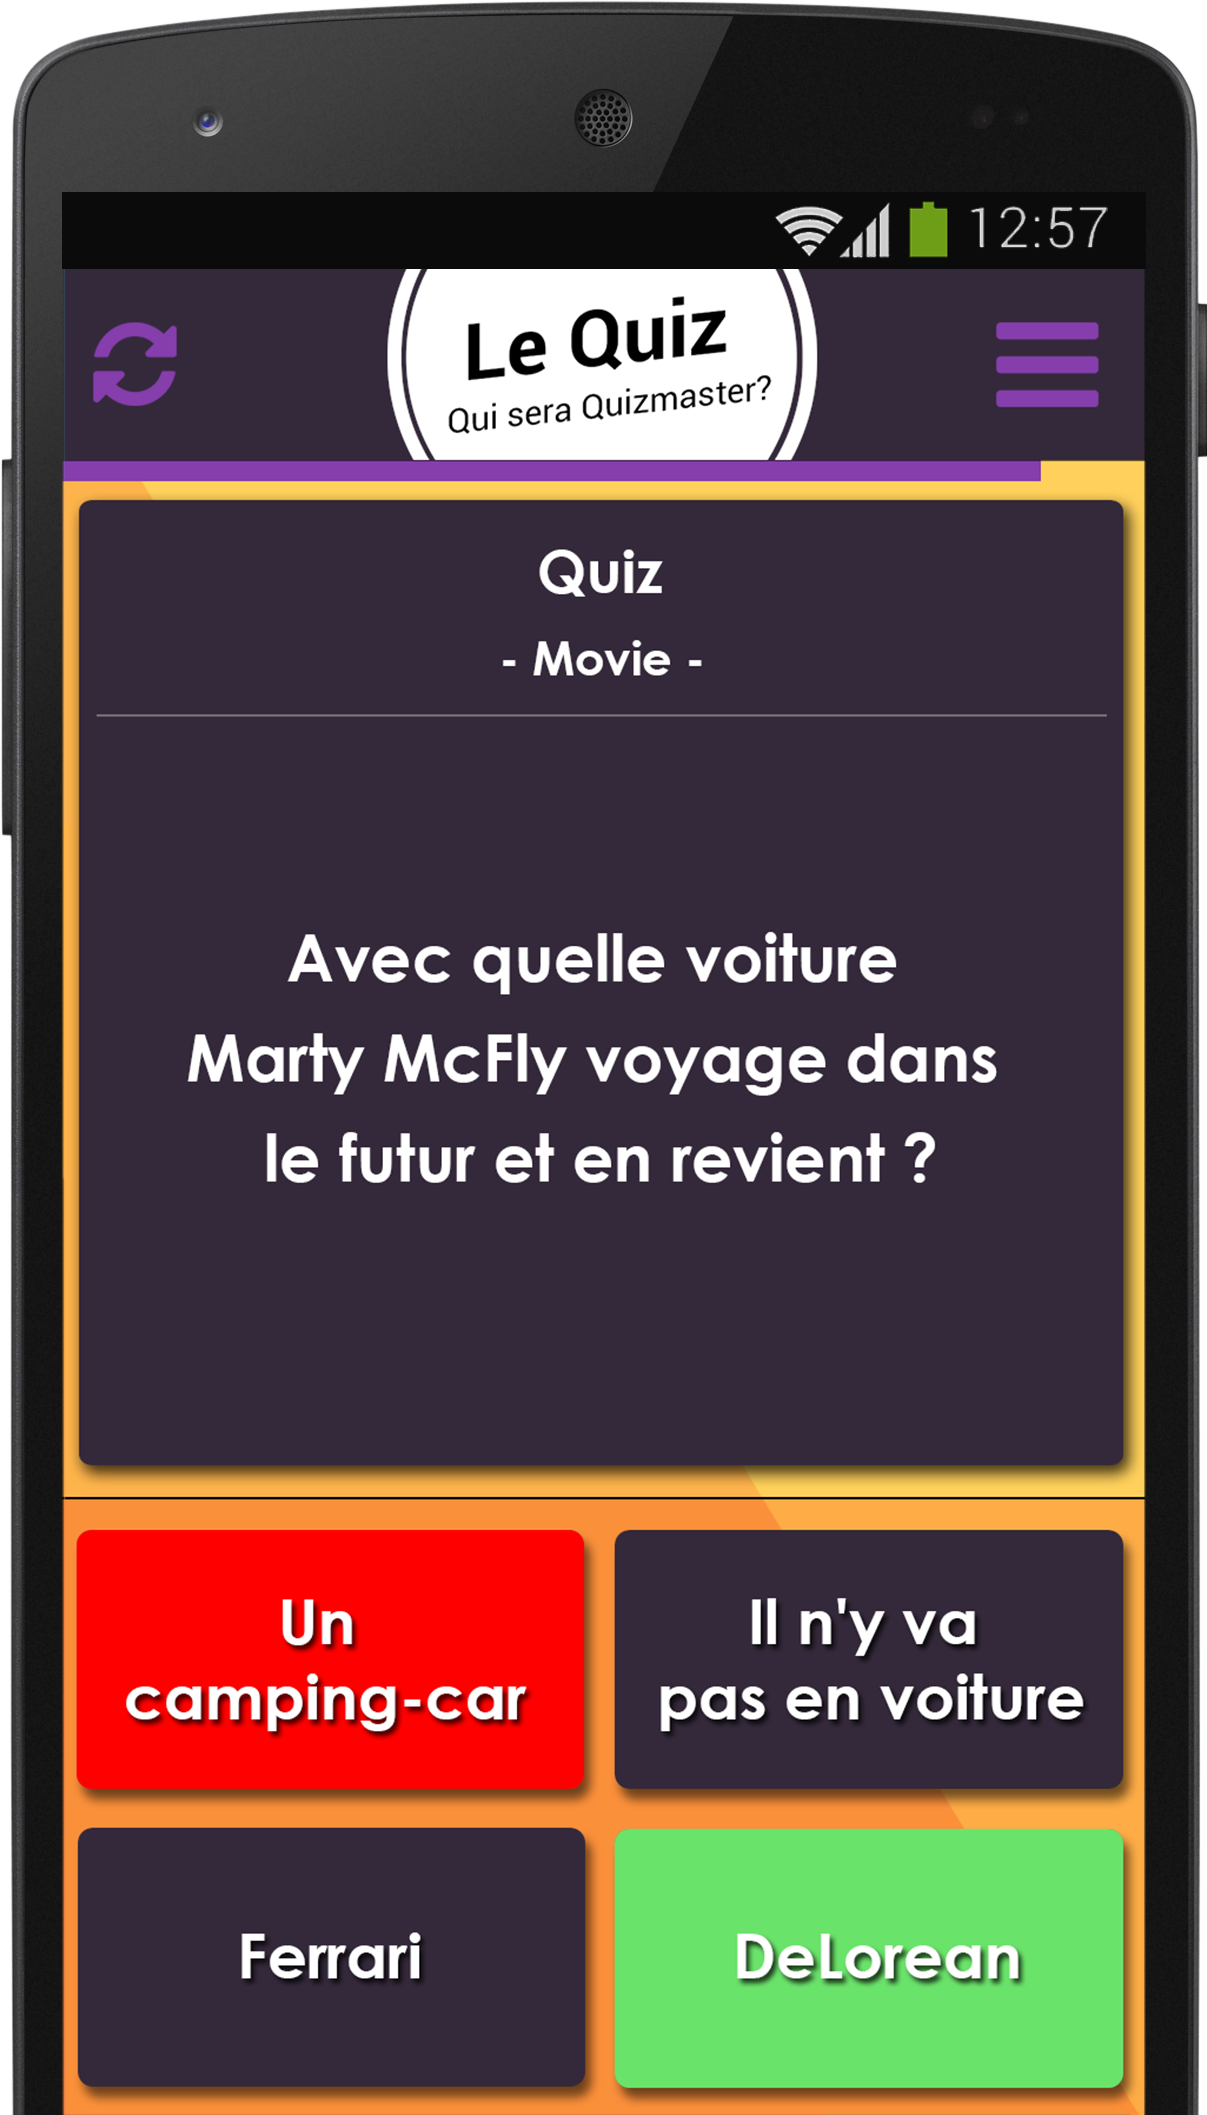 12:57
Le Quiz
Qui sera Quizmaster?
Quiz
- Movie -
Avec quelle voiture
Marty McFly voyage dans
le futur et en revient ?
Un
camping-car
Il n'y va
pas en voiture
Ferrari
DeLorean